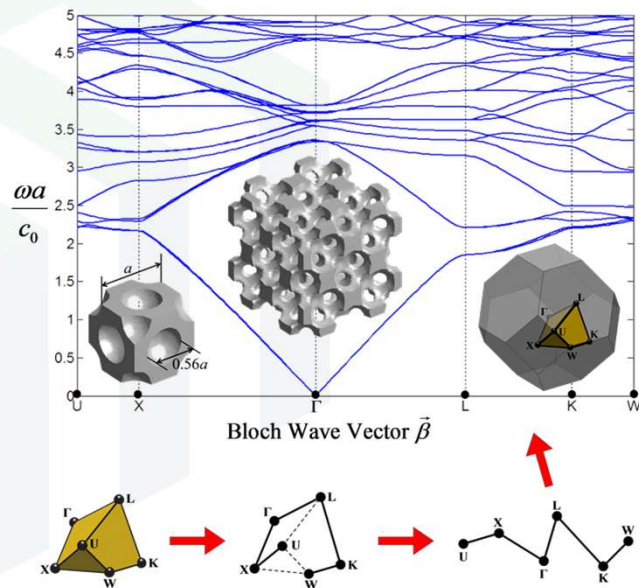 5
4.5
4
3.5
3
2.5
2
1.5
1
0.5
0
ωa
c₀
a
0.56a
Γ
L
U
X
K
W
U X Γ L K W
Bloch Wave Vector β⃗
L
Γ
U
X
K
W
L
Γ
U
X
K
W
L
X
W
U
Γ
K